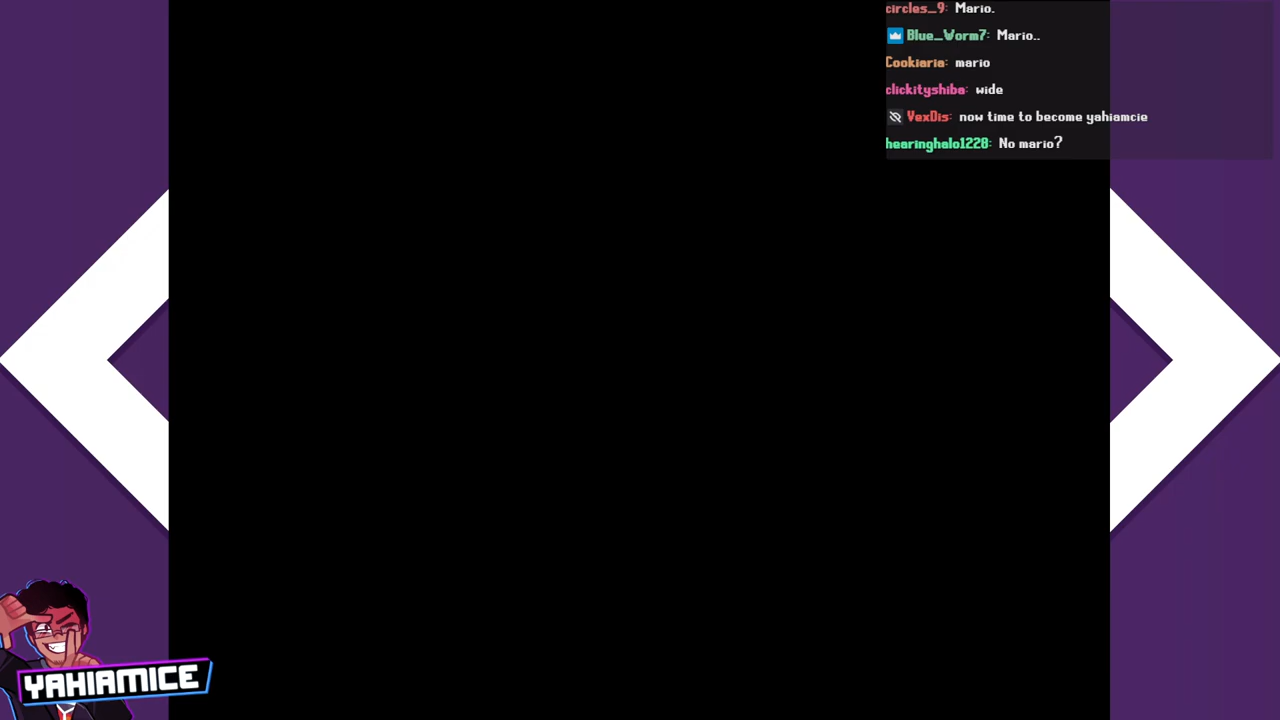 circles_9: Mario.
Blue_Worm7: Mario..
Cookiaria: mario
clickityshiba: wide
VexDis: now time to become yahiamcie
hearinghalo1228: No mario?
YAHIAMICE